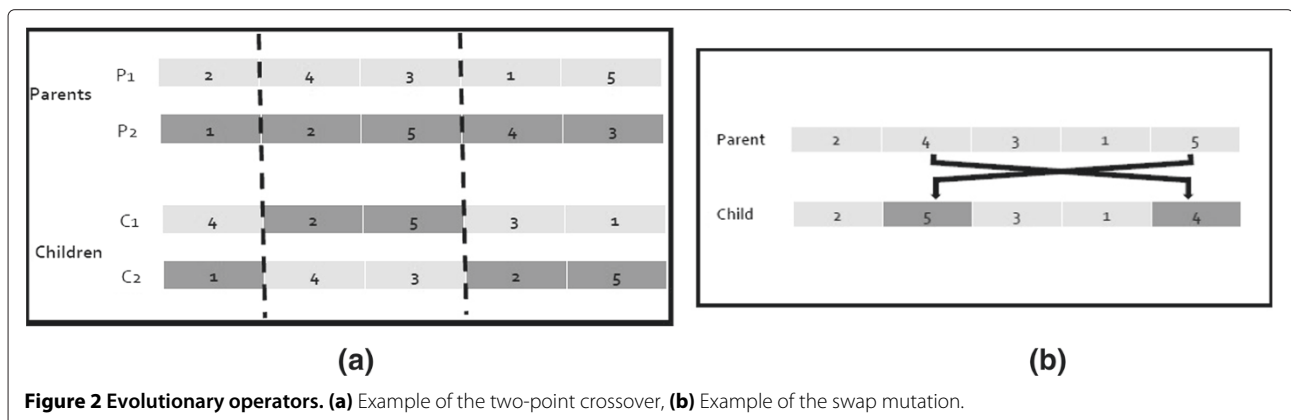 P1 2 4 3 1 5
Parents
P2 1 2 5 4 3
C1 4 2 5 3 1
Children
C2 1 4 3 2 5
(a)
Parent 2 4 3 1 5
Child 2 5 3 1 4
(b)
Figure 2 Evolutionary operators. (a) Example of the two-point crossover, (b) Example of the swap mutation.